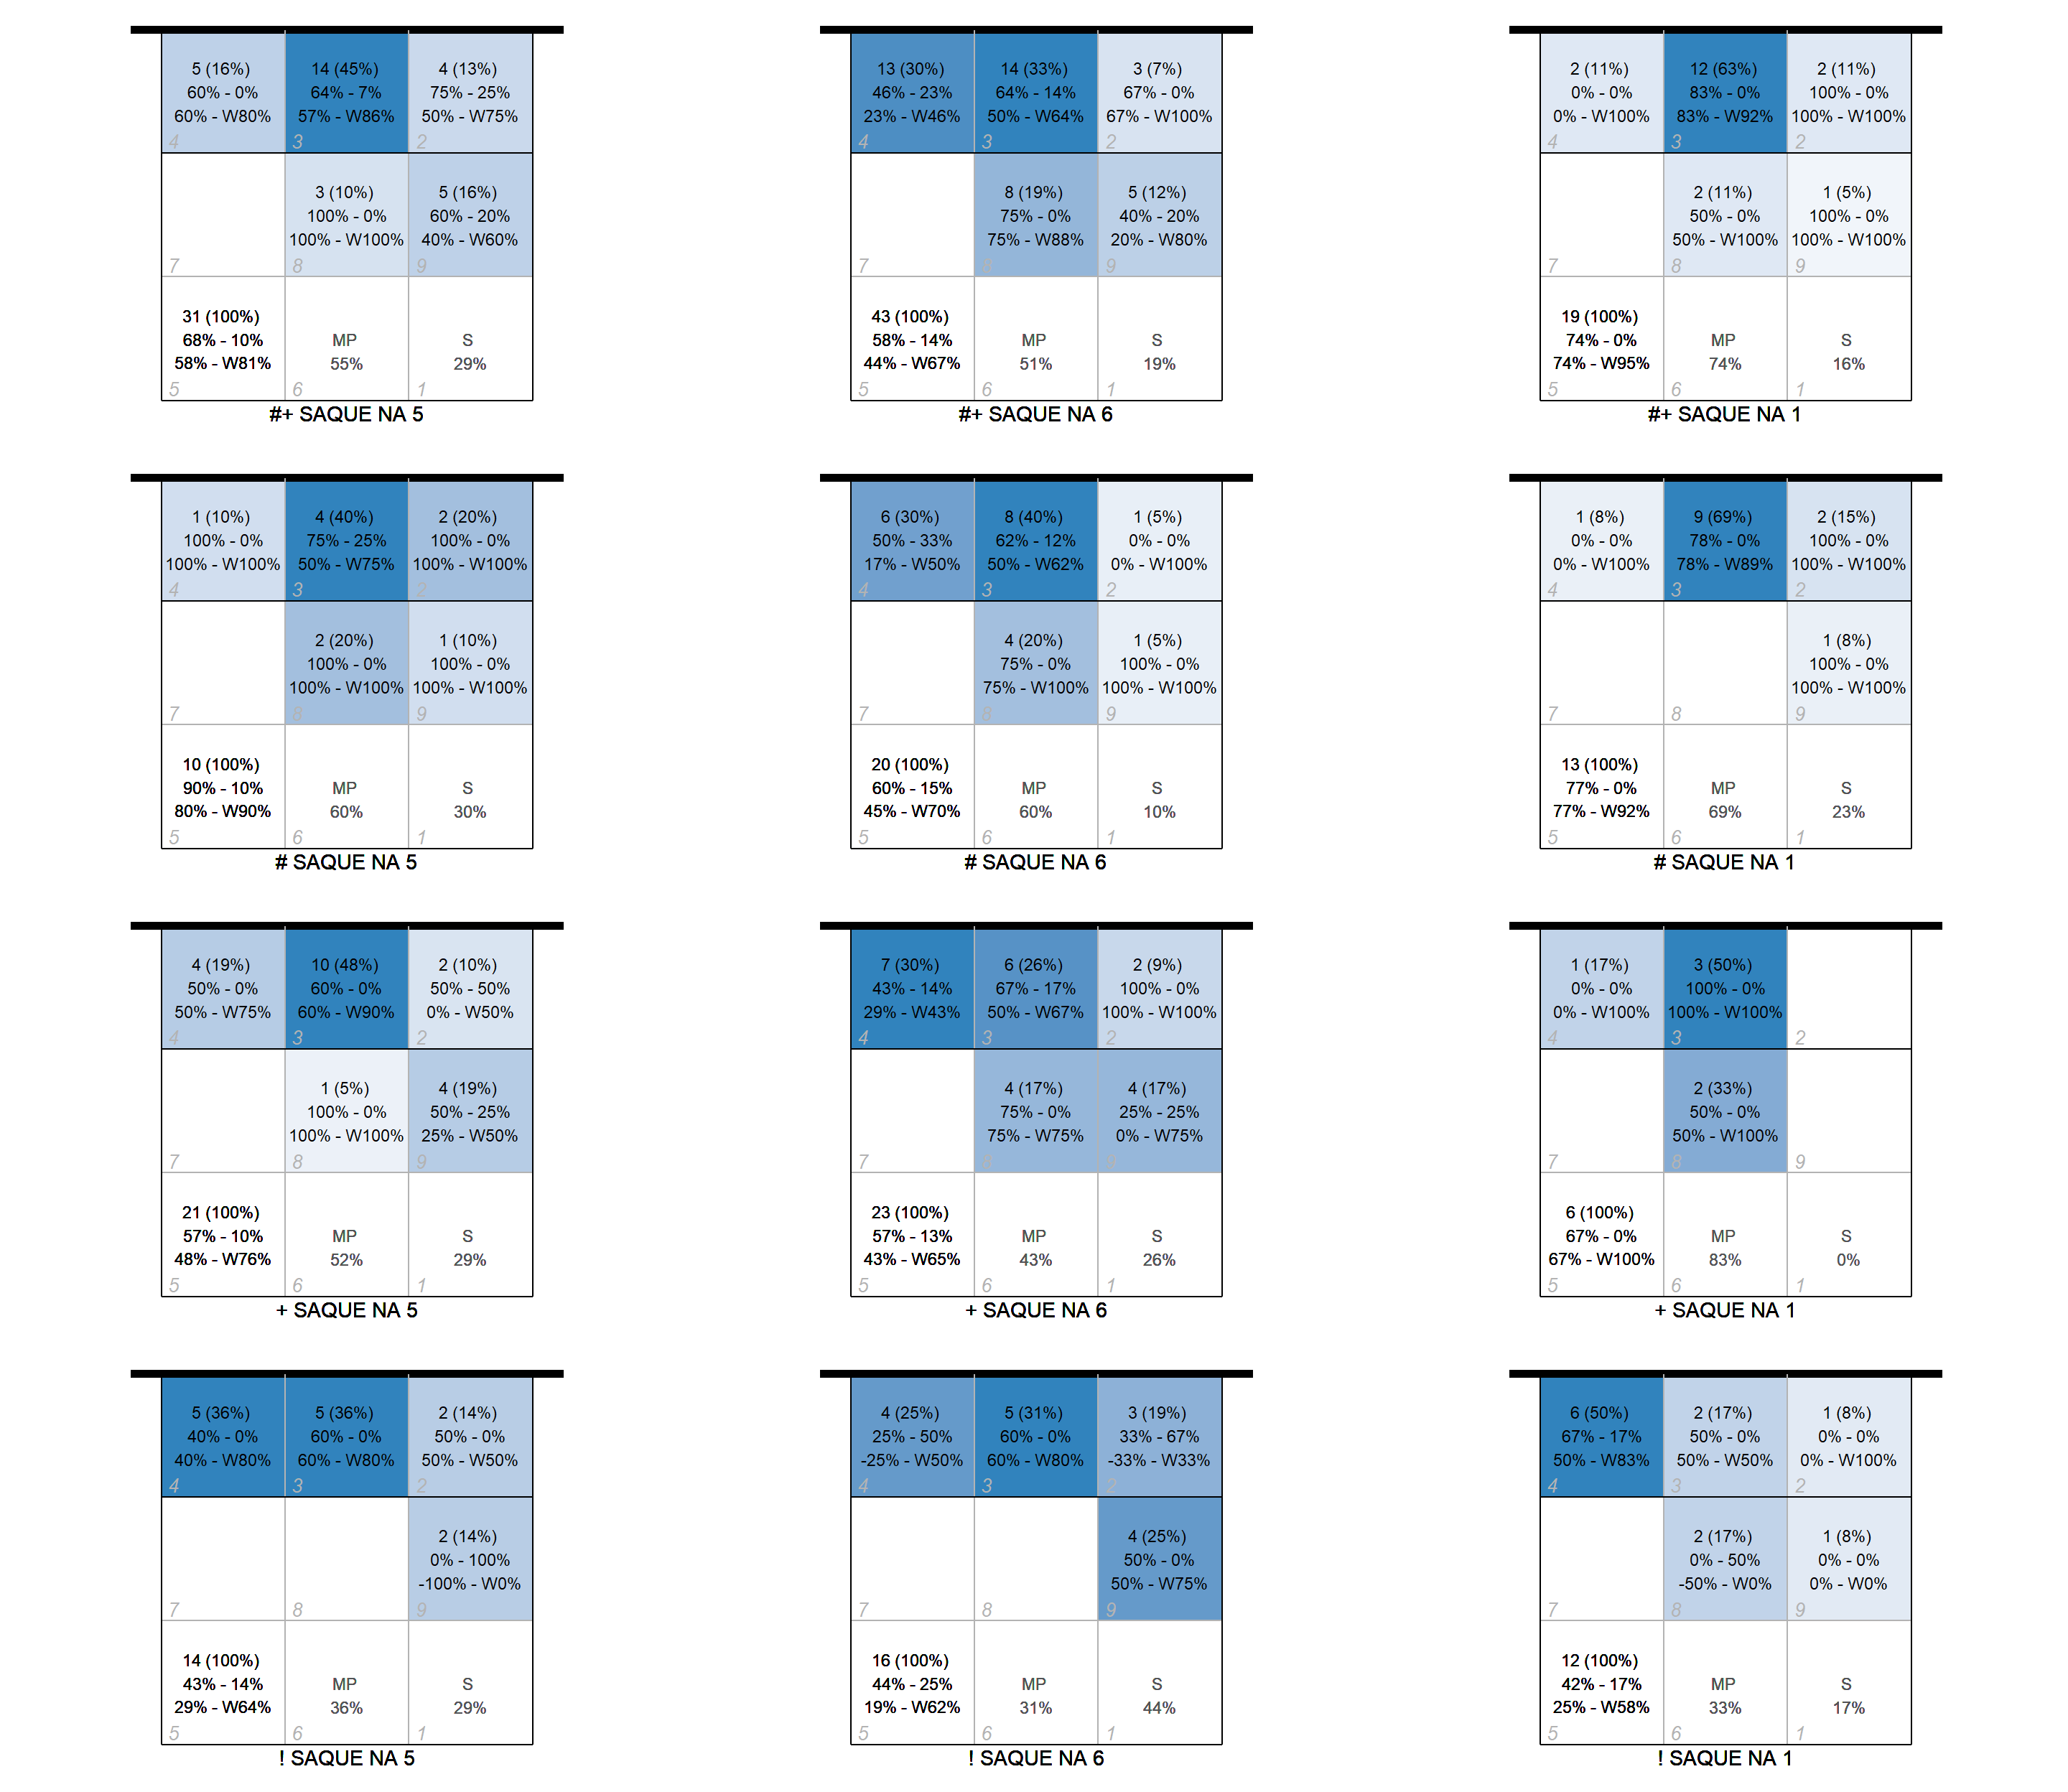 5 (16%)
60% - 0%
60% - W80%
4
14 (45%)
64% - 7%
57% - W86%
3
4 (13%)
75% - 25%
50% - W75%
2
7
3 (10%)
100% - 0%
100% - W100%
8
5 (16%)
60% - 20%
40% - W60%
9
31 (100%)
68% - 10%
58% - W81%
5
MP
55%
6
S
29%
1
#+ SAQUE NA 5
13 (30%)
46% - 23%
23% - W46%
4
14 (33%)
64% - 14%
50% - W64%
3
3 (7%)
67% - 0%
67% - W100%
2
7
8 (19%)
75% - 0%
75% - W88%
8
5 (12%)
40% - 20%
20% - W80%
9
43 (100%)
58% - 14%
44% - W67%
5
MP
51%
6
S
19%
1
#+ SAQUE NA 6
2 (11%)
0% - 0%
0% - W100%
4
12 (63%)
83% - 0%
83% - W92%
3
2 (11%)
100% - 0%
100% - W100%
2
7
2 (11%)
50% - 0%
50% - W100%
8
1 (5%)
100% - 0%
100% - W100%
9
19 (100%)
74% - 0%
74% - W95%
5
MP
74%
6
S
16%
1
#+ SAQUE NA 1
1 (10%)
100% - 0%
100% - W100%
4
4 (40%)
75% - 25%
50% - W75%
3
2 (20%)
100% - 0%
100% - W100%
2
7
2 (20%)
100% - 0%
100% - W100%
8
1 (10%)
100% - 0%
100% - W100%
9
10 (100%)
90% - 10%
80% - W90%
5
MP
60%
6
S
30%
1
# SAQUE NA 5
6 (30%)
50% - 33%
17% - W50%
4
8 (40%)
62% - 12%
50% - W62%
3
1 (5%)
0% - 0%
0% - W100%
2
7
4 (20%)
75% - 0%
75% - W100%
8
1 (5%)
100% - 0%
100% - W100%
9
20 (100%)
60% - 15%
45% - W70%
5
MP
60%
6
S
10%
1
# SAQUE NA 6
1 (8%)
0% - 0%
0% - W100%
4
9 (69%)
78% - 0%
78% - W89%
3
2 (15%)
100% - 0%
100% - W100%
2
7
8
1 (8%)
100% - 0%
100% - W100%
9
13 (100%)
77% - 0%
77% - W92%
5
MP
69%
6
S
23%
1
# SAQUE NA 1
4 (19%)
50% - 0%
50% - W75%
4
10 (48%)
60% - 0%
60% - W90%
3
2 (10%)
50% - 50%
0% - W50%
2
7
1 (5%)
100% - 0%
100% - W100%
8
4 (19%)
50% - 25%
25% - W50%
9
21 (100%)
57% - 10%
48% - W76%
5
MP
52%
6
S
29%
1
+ SAQUE NA 5
7 (30%)
43% - 14%
29% - W43%
4
6 (26%)
67% - 17%
50% - W67%
3
2 (9%)
100% - 0%
100% - W100%
2
7
4 (17%)
75% - 0%
75% - W75%
8
4 (17%)
25% - 25%
0% - W75%
9
23 (100%)
57% - 13%
43% - W65%
5
MP
43%
6
S
26%
1
+ SAQUE NA 6
1 (17%)
0% - 0%
0% - W100%
4
3 (50%)
100% - 0%
100% - W100%
3
2
7
2 (33%)
50% - 0%
50% - W100%
8
9
6 (100%)
67% - 0%
67% - W100%
5
MP
83%
6
S
0%
1
+ SAQUE NA 1
5 (36%)
40% - 0%
40% - W80%
4
5 (36%)
60% - 0%
60% - W80%
3
2 (14%)
50% - 0%
50% - W50%
2
7
8
2 (14%)
0% - 100%
-100% - W0%
9
14 (100%)
43% - 14%
29% - W64%
5
MP
36%
6
S
29%
1
! SAQUE NA 5
4 (25%)
25% - 50%
-25% - W50%
4
5 (31%)
60% - 0%
60% - W80%
3
3 (19%)
33% - 67%
-33% - W33%
2
7
8
4 (25%)
50% - 0%
50% - W75%
9
16 (100%)
44% - 25%
19% - W62%
5
MP
31%
6
S
44%
1
! SAQUE NA 6
6 (50%)
67% - 17%
50% - W83%
4
2 (17%)
50% - 0%
50% - W50%
3
1 (8%)
0% - 0%
0% - W100%
2
7
2 (17%)
0% - 50%
-50% - W0%
8
1 (8%)
0% - 0%
0% - W0%
9
12 (100%)
42% - 17%
25% - W58%
5
MP
33%
6
S
17%
1
! SAQUE NA 1